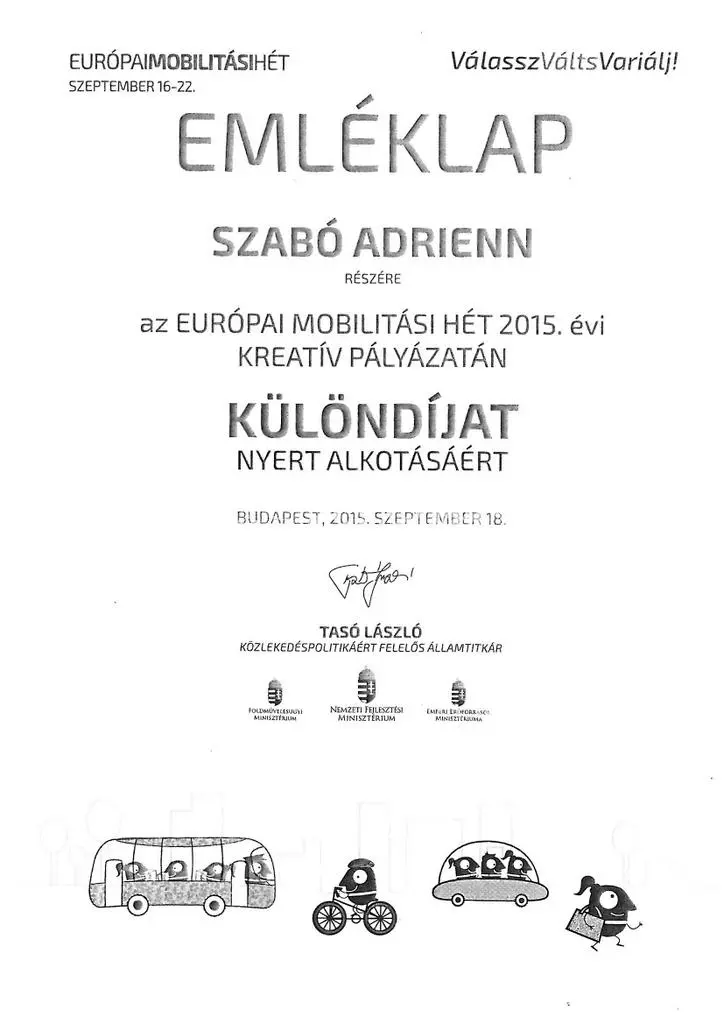 EURÓPAIMOBILITÁSIHÉT
VálasszVáltsVariálj!
SZEPTEMBER 16-22.
EMLÉKLAP
SZABÓ ADRIENN
RÉSZÉRE
az EURÓPAI MOBILITÁSI HÉT 2015. évi
KREATÍV PÁLYÁZATÁN
KÜLÖNDÍJAT
NYERT ALKOTÁSÁÉRT
BUDAPEST, 2015. SZEPTEMBER 18.
TASÓ LÁSZLÓ
KÖZLEKEDÉSPOLITIKÁÉRT FELELŐS ÁLLAMTITKÁR
FÖLDMŰVELÉSÜGYI
MINISZTÉRIUM
NEMZETI FEJLESZTÉSI
MINISZTÉRIUM
EMBERI ERŐFORRÁSOK
MINISZTÉRIUMA